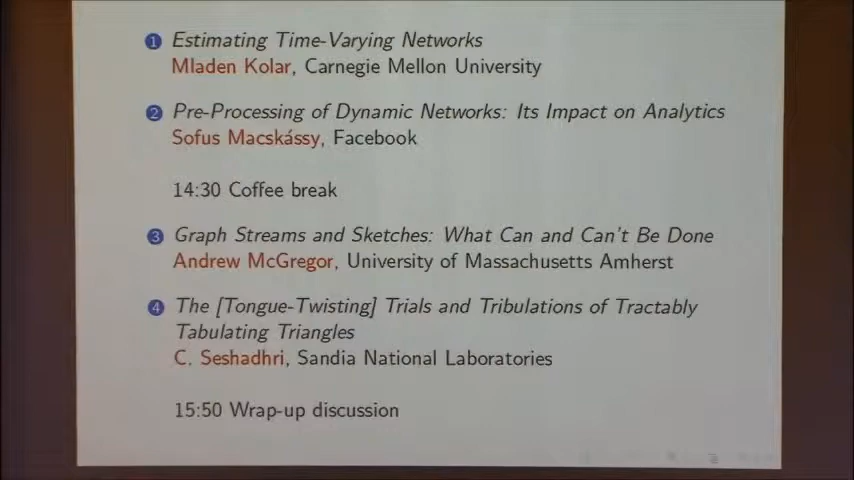 1 Estimating Time-Varying Networks
Mladen Kolar, Carnegie Mellon University
2 Pre-Processing of Dynamic Networks: Its Impact on Analytics
Sofus Macskássy, Facebook
14:30 Coffee break
3 Graph Streams and Sketches: What Can and Can't Be Done
Andrew McGregor, University of Massachusetts Amherst
4 The [Tongue-Twisting] Trials and Tribulations of Tractably
Tabulating Triangles
C. Seshadhri, Sandia National Laboratories
15:50 Wrap-up discussion